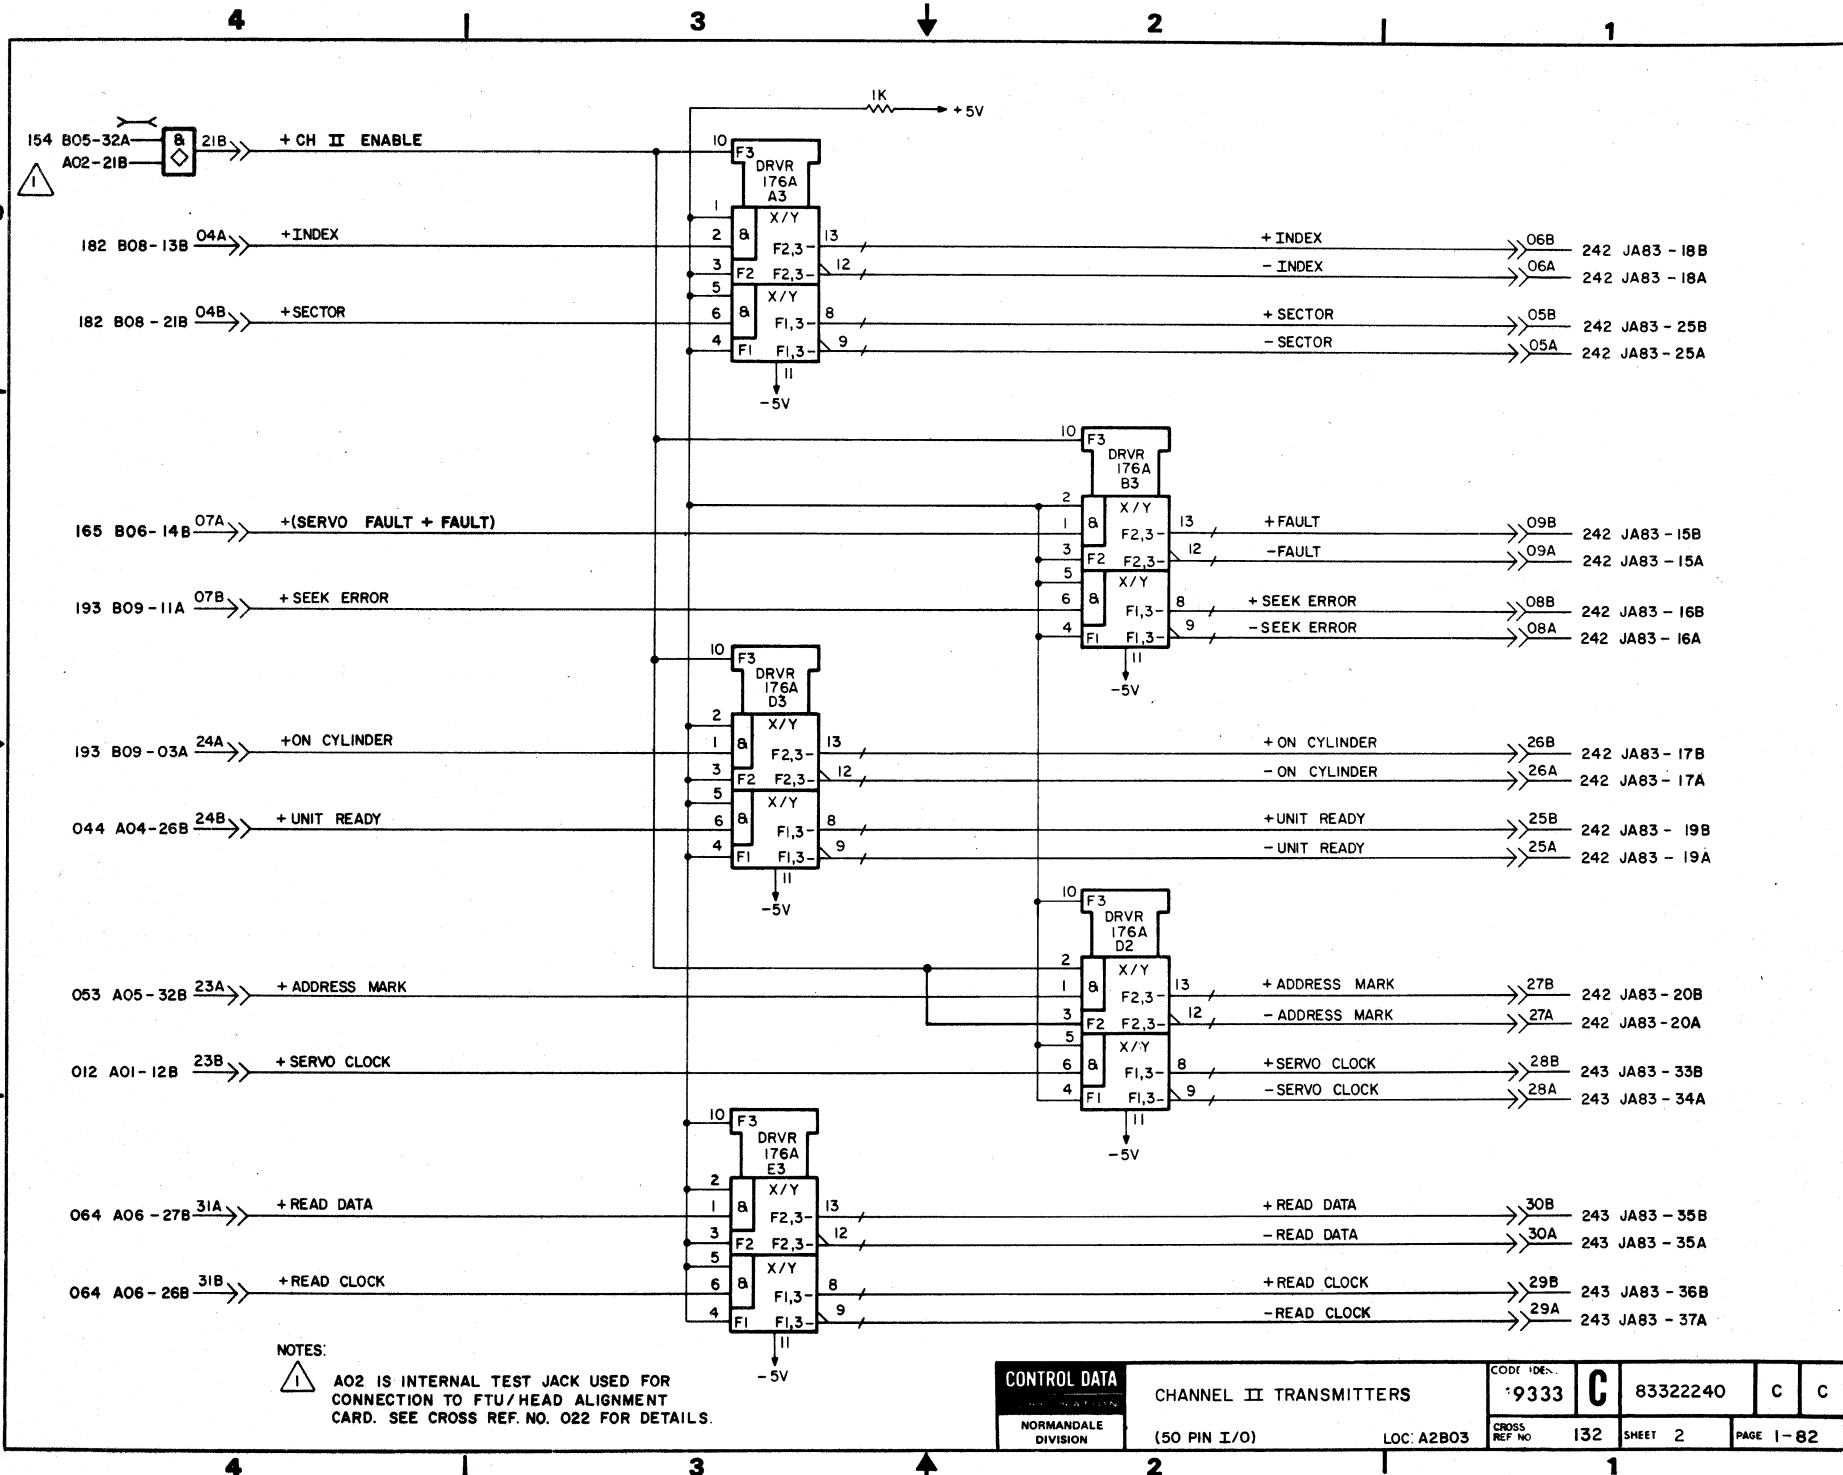 4 3 2 1
1K
+5V
154 B05-32A
A02-21B
&
21B
+ CH II ENABLE
1
10 F3
DRVR
176A
A3
182 B08-13B 04A +INDEX
1 X/Y
2 & F2,3 13 +INDEX 06B 242 JA83-18B
3 F2 F2,3 12 -INDEX 06A 242 JA83-18A
182 B08-21B 04B +SECTOR
5 X/Y
6 & F1,3 8 +SECTOR 05B 242 JA83-25B
4 F1 F1,3 9 -SECTOR 05A 242 JA83-25A
11
-5V
10 F3
DRVR
176A
B3
165 B06-14B 07A +(SERVO FAULT + FAULT)
2 X/Y
1 & F2,3 13 +FAULT 09B 242 JA83-15B
3 F2 F2,3 12 -FAULT 09A 242 JA83-15A
193 B09-11A 07B +SEEK ERROR
5 X/Y
6 & F1,3 8 +SEEK ERROR 08B 242 JA83-16B
4 F1 F1,3 9 -SEEK ERROR 08A 242 JA83-16A
11
-5V
10 F3
DRVR
176A
D3
193 B09-03A 24A +ON CYLINDER
2 X/Y
1 & F2,3 13 +ON CYLINDER 26B 242 JA83-17B
3 F2 F2,3 12 -ON CYLINDER 26A 242 JA83-17A
044 A04-26B 24B +UNIT READY
5 X/Y
6 & F1,3 8 +UNIT READY 25B 242 JA83-19B
4 F1 F1,3 9 -UNIT READY 25A 242 JA83-19A
11
-5V
10 F3
DRVR
176A
D2
053 A05-32B 23A +ADDRESS MARK
2 X/Y
1 & F2,3 13 +ADDRESS MARK 27B 242 JA83-20B
3 F2 F2,3 12 -ADDRESS MARK 27A 242 JA83-20A
012 A01-12B 23B +SERVO CLOCK
5 X/Y
6 & F1,3 8 +SERVO CLOCK 28B 243 JA83-33B
4 F1 F1,3 9 -SERVO CLOCK 28A 243 JA83-34A
11
-5V
10 F3
DRVR
176A
E3
064 A06-27B 31A +READ DATA
2 X/Y
1 & F2,3 13 +READ DATA 30B 243 JA83-35B
3 F2 F2,3 12 -READ DATA 30A 243 JA83-35A
064 A06-26B 31B +READ CLOCK
5 X/Y
6 & F1,3 8 +READ CLOCK 29B 243 JA83-36B
4 F1 F1,3 9 -READ CLOCK 29A 243 JA83-37A
11
-5V
NOTES:
1 A02 IS INTERNAL TEST JACK USED FOR
CONNECTION TO FTU/HEAD ALIGNMENT
CARD. SEE CROSS REF. NO. 022 FOR DETAILS.
CONTROL DATA
NORMANDALE
DIVISION
CHANNEL II TRANSMITTERS
(50 PIN I/O) LOC: A2B03
CODE IDEN.
9333 C 83322240 C C
CROSS
REF NO 132 SHEET 2 PAGE 1-82
4 3 2 1